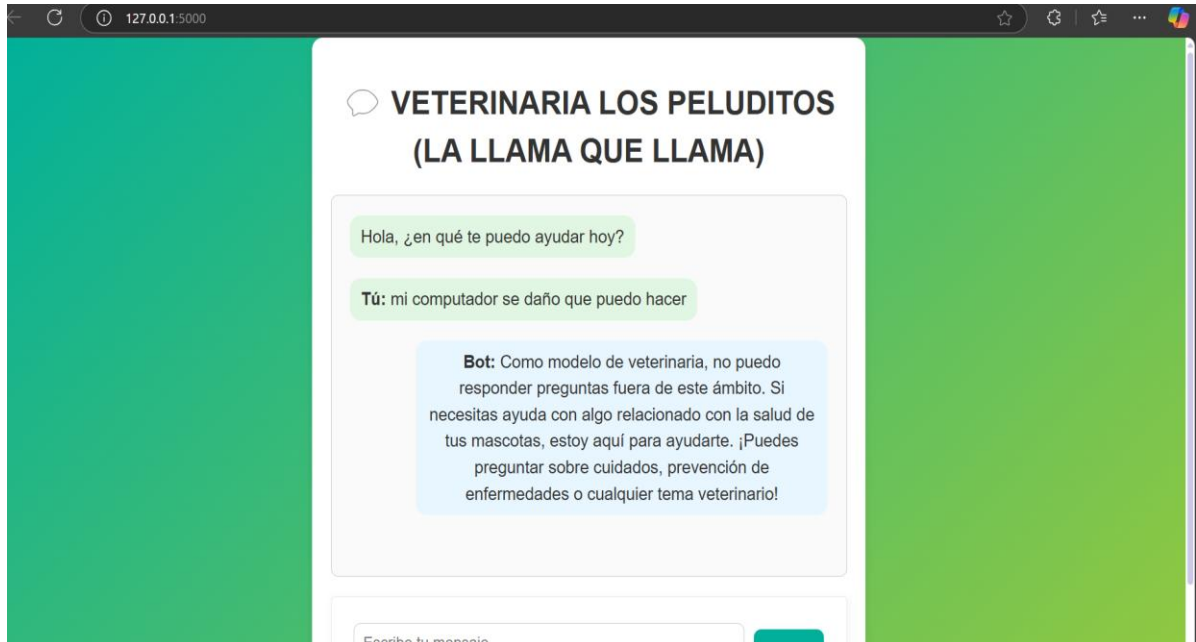 127.0.0.1:5000
VETERINARIA LOS PELUDITOS
(LA LLAMA QUE LLAMA)
Hola, ¿en qué te puedo ayudar hoy?
Tú: mi computador se daño que puedo hacer
Bot: Como modelo de veterinaria, no puedo
responder preguntas fuera de este ámbito. Si
necesitas ayuda con algo relacionado con la salud de
tus mascotas, estoy aquí para ayudarte. ¡Puedes
preguntar sobre cuidados, prevención de
enfermedades o cualquier tema veterinario!
Escribe tu mensaje